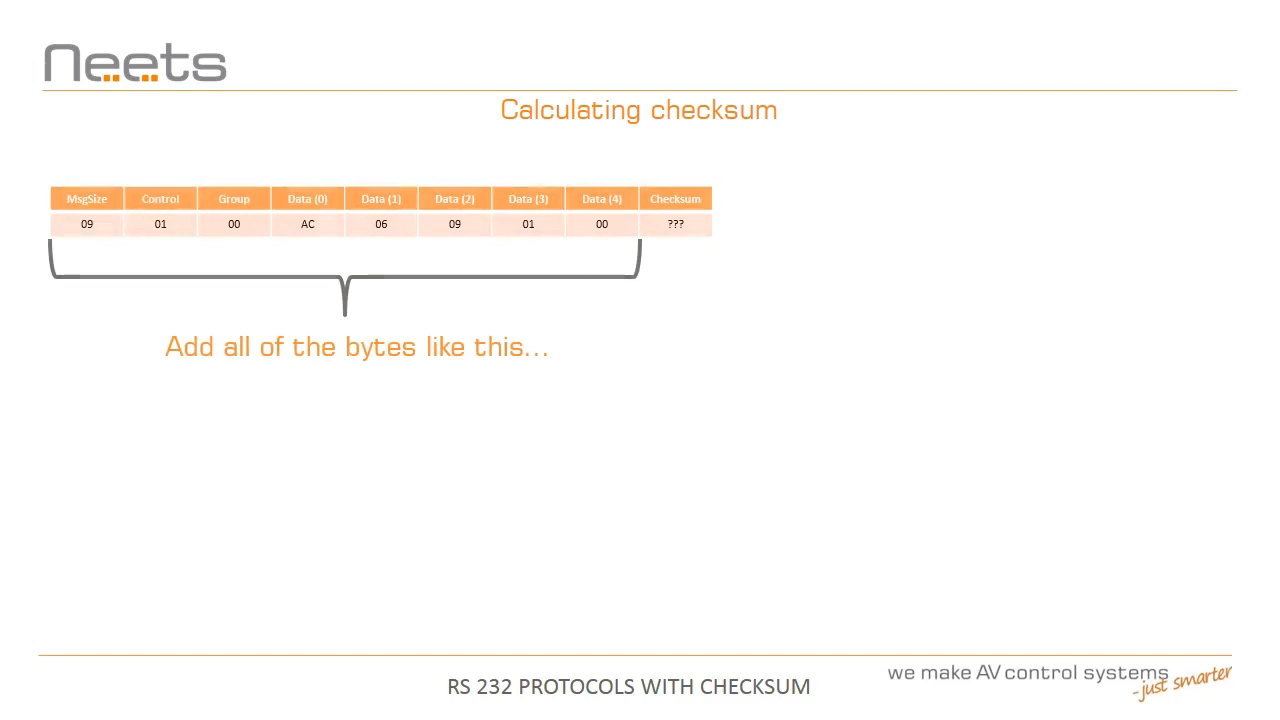 Neets
Calculating checksum
MsgSize Control Group Data (0) Data (1) Data (2) Data (3) Data (4) Checksum
09 01 00 AC 06 09 01 00 ???
Add all of the bytes like this...
RS 232 PROTOCOLS WITH CHECKSUM
we make AV control systems
-just smarter